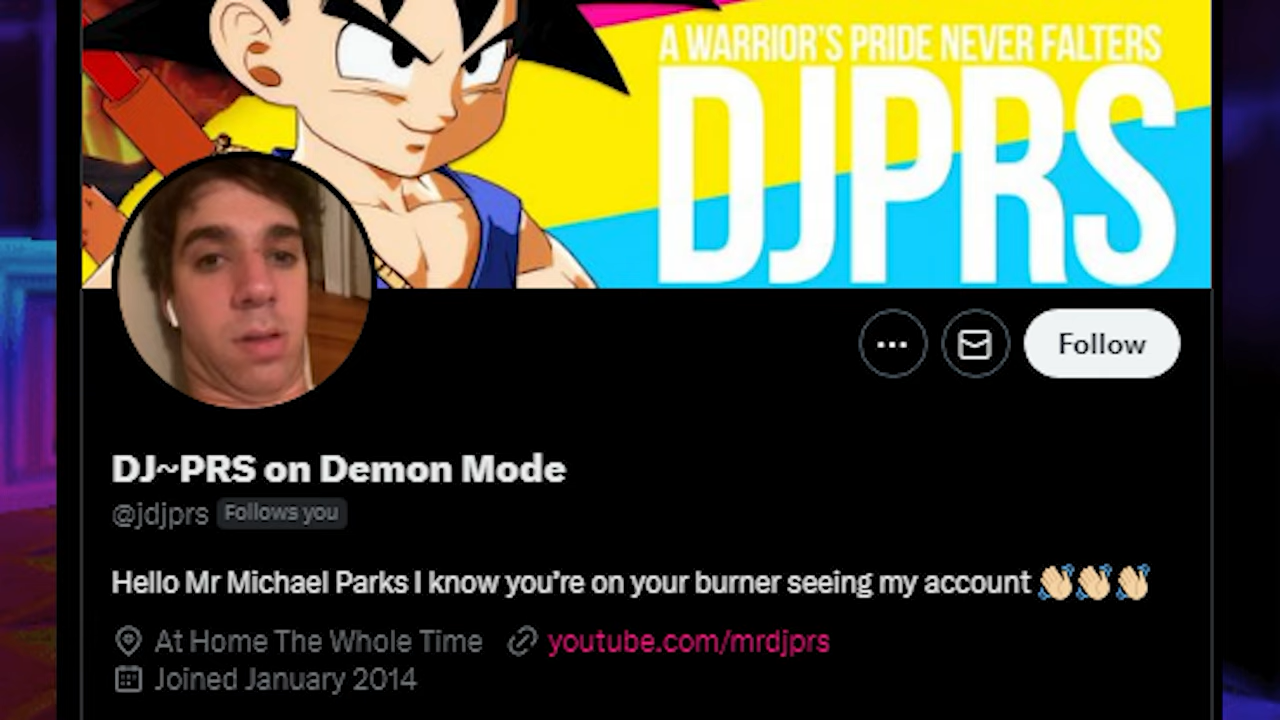 A WARRIOR'S PRIDE NEVER FALTERS
DJPRS
Follow
DJ~PRS on Demon Mode
@jdjprs Follows you
Hello Mr Michael Parks I know you’re on your burner seeing my account 👋🏼👋🏼👋🏼
At Home The Whole Time youtube.com/mrdjprs
Joined January 2014